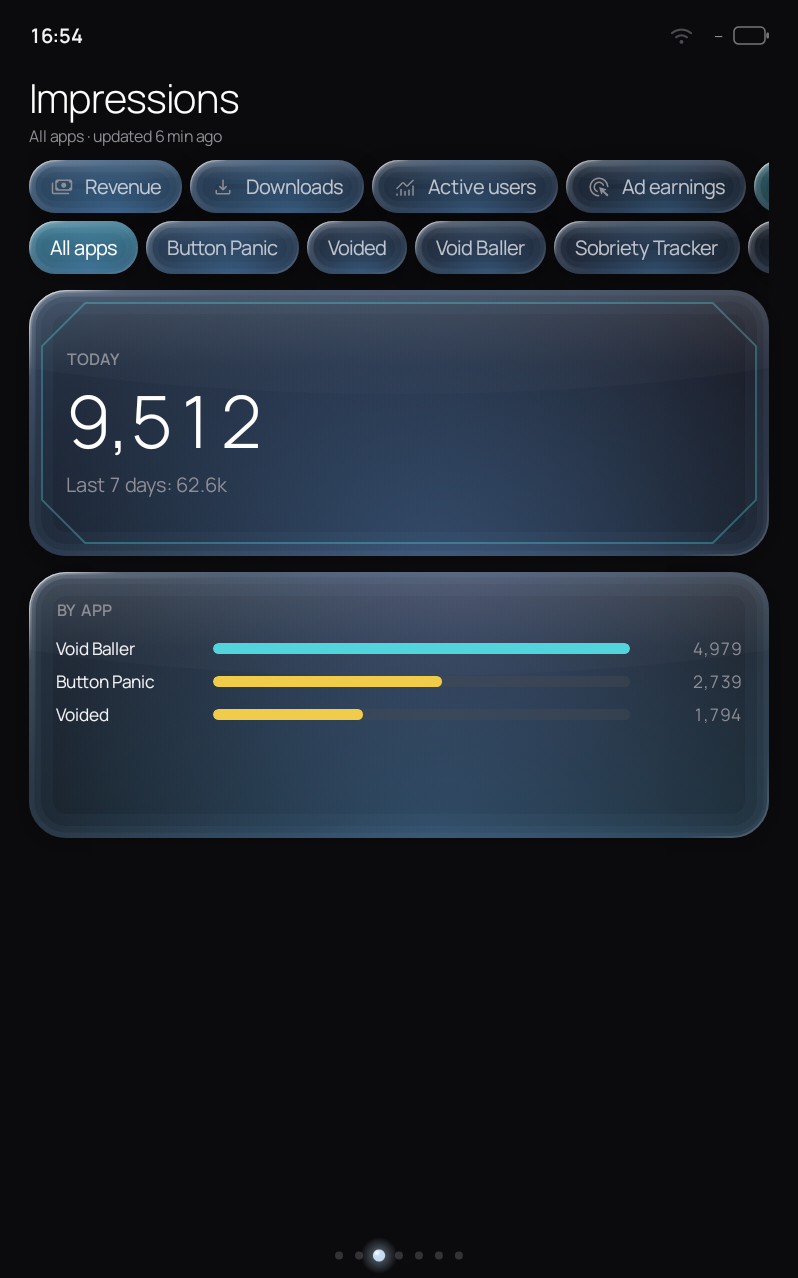 16:54
–
Impressions
All apps · updated 6 min ago
Revenue Downloads Active users Ad earnings
All apps Button Panic Voided Void Baller Sobriety Tracker
TODAY
9,512
Last 7 days: 62.6k
BY APP
Void Baller 4,979
Button Panic 2,739
Voided 1,794